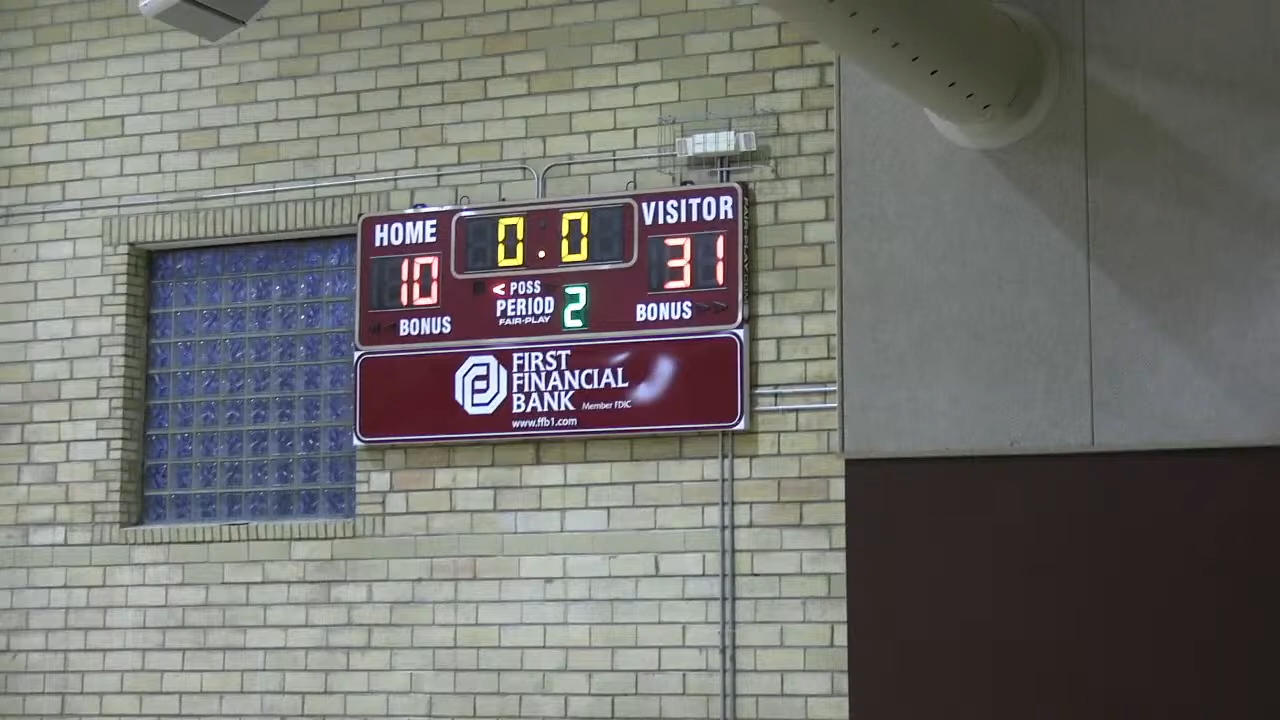 HOME
0.0
VISITOR
10
31
< POSS
PERIOD 2
FAIR-PLAY
BONUS
BONUS
FIRST
FINANCIAL
BANK Member FDIC
www.ffb1.com